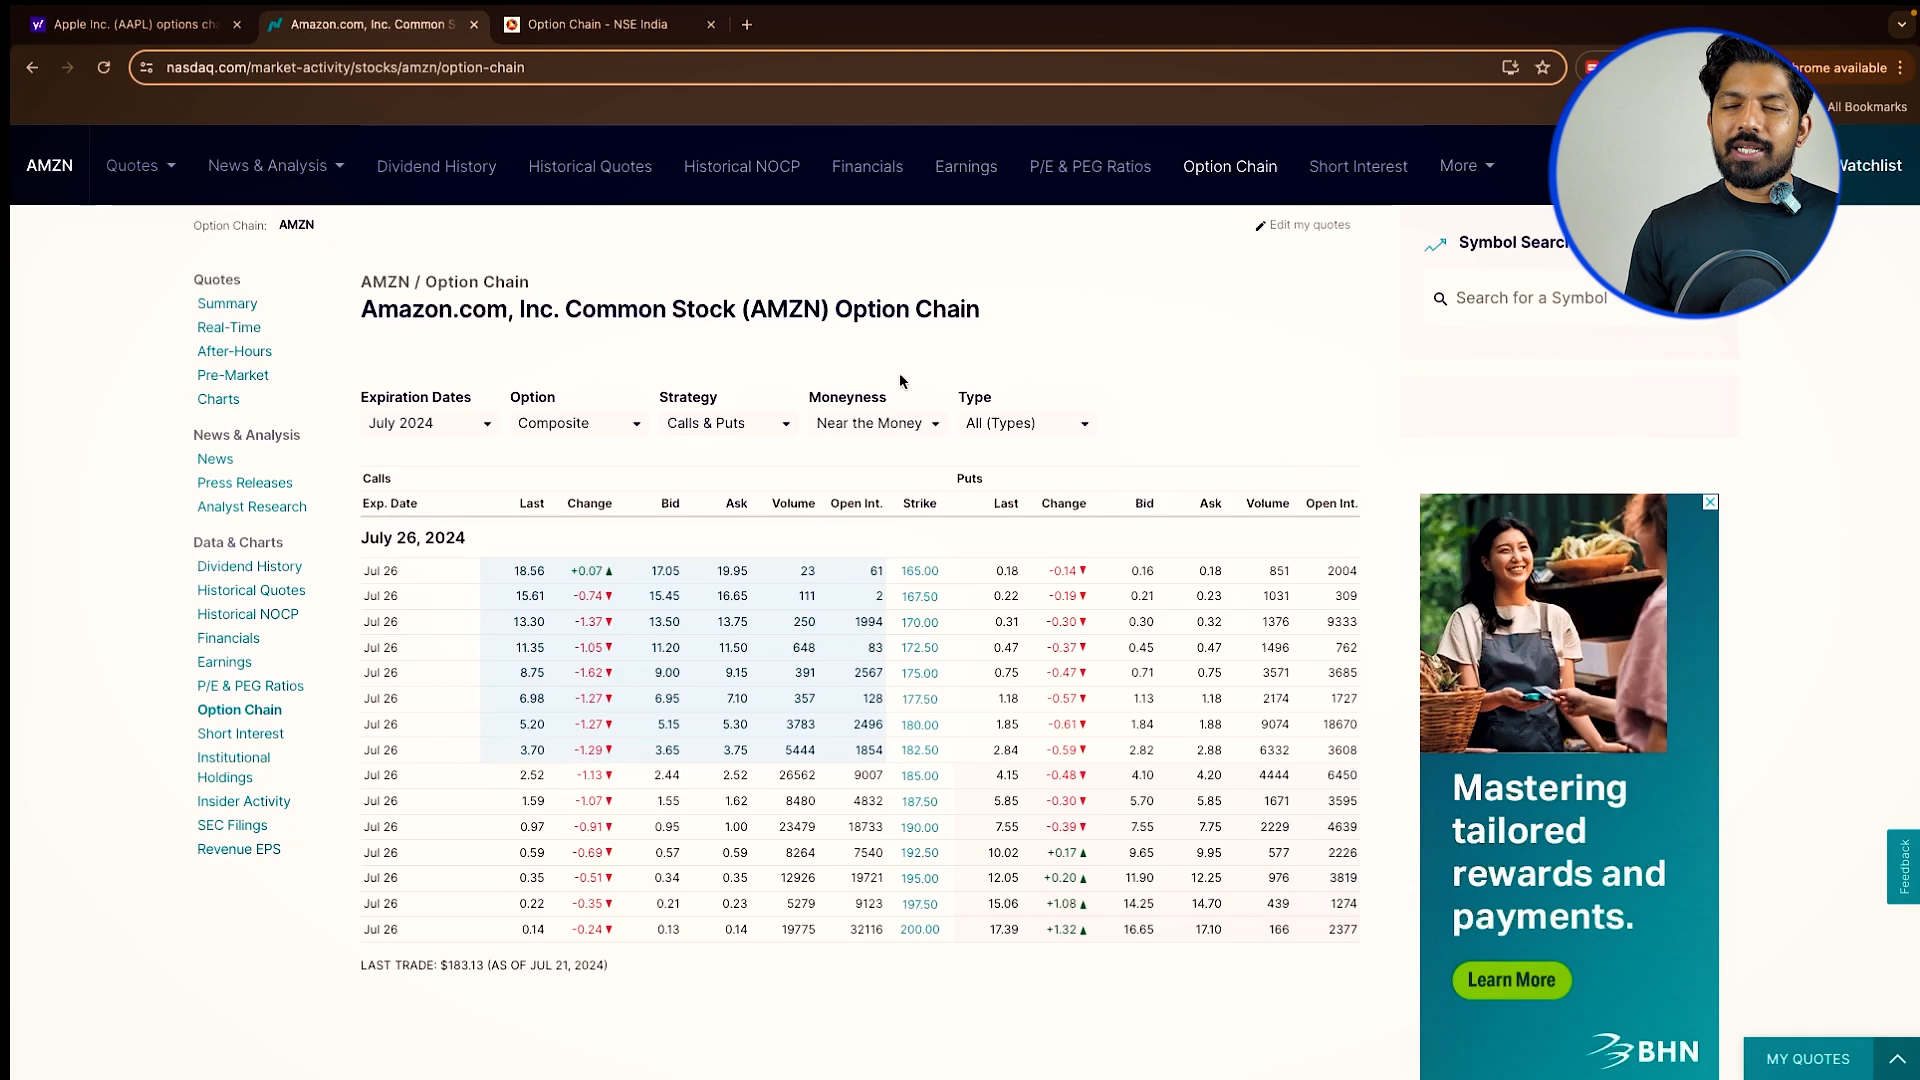 Apple Inc. (AAPL) options cha
Amazon.com, Inc. Common S
Option Chain - NSE India
nasdaq.com/market-activity/stocks/amzn/option-chain
hrome available
All Bookmarks
AMZN Quotes News & Analysis Dividend History Historical Quotes Historical NOCP Financials Earnings P/E & PEG Ratios Option Chain Short Interest More Watchlist
Option Chain: AMZN
Edit my quotes
Quotes
Summary
Real-Time
After-Hours
Pre-Market
Charts
News & Analysis
News
Press Releases
Analyst Research
Data & Charts
Dividend History
Historical Quotes
Historical NOCP
Financials
Earnings
P/E & PEG Ratios
Option Chain
Short Interest
Institutional
Holdings
Insider Activity
SEC Filings
Revenue EPS
AMZN / Option Chain
Amazon.com, Inc. Common Stock (AMZN) Option Chain
Expiration Dates Option Strategy Moneyness Type
July 2024 Composite Calls & Puts Near the Money All (Types)
Calls Puts
Exp. Date Last Change Bid Ask Volume Open Int. Strike Last Change Bid Ask Volume Open Int.
July 26, 2024
Jul 26 18.56 +0.07▲ 17.05 19.95 23 61 165.00 0.18 -0.14▼ 0.16 0.18 851 2004
Jul 26 15.61 -0.74▼ 15.45 16.65 111 2 167.50 0.22 -0.19▼ 0.21 0.23 1031 309
Jul 26 13.30 -1.37▼ 13.50 13.75 250 1994 170.00 0.31 -0.30▼ 0.30 0.32 1376 9333
Jul 26 11.35 -1.05▼ 11.20 11.50 648 83 172.50 0.47 -0.37▼ 0.45 0.47 1496 762
Jul 26 8.75 -1.62▼ 9.00 9.15 391 2567 175.00 0.75 -0.47▼ 0.71 0.75 3571 3685
Jul 26 6.98 -1.27▼ 6.95 7.10 357 128 177.50 1.18 -0.57▼ 1.13 1.18 2174 1727
Jul 26 5.20 -1.27▼ 5.15 5.30 3783 2496 180.00 1.85 -0.61▼ 1.84 1.88 9074 18670
Jul 26 3.70 -1.29▼ 3.65 3.75 5444 1854 182.50 2.84 -0.59▼ 2.82 2.88 6332 3608
Jul 26 2.52 -1.13▼ 2.44 2.52 26562 9007 185.00 4.15 -0.48▼ 4.10 4.20 4444 6450
Jul 26 1.59 -1.07▼ 1.55 1.62 8480 4832 187.50 5.85 -0.30▼ 5.70 5.85 1671 3595
Jul 26 0.97 -0.91▼ 0.95 1.00 23479 18733 190.00 7.55 -0.39▼ 7.55 7.75 2229 4639
Jul 26 0.59 -0.69▼ 0.57 0.59 8264 7540 192.50 10.02 +0.17▲ 9.65 9.95 577 2226
Jul 26 0.35 -0.51▼ 0.34 0.35 12926 19721 195.00 12.05 +0.20▲ 11.90 12.25 976 3819
Jul 26 0.22 -0.35▼ 0.21 0.23 5279 9123 197.50 15.06 +1.08▲ 14.25 14.70 439 1274
Jul 26 0.14 -0.24▼ 0.13 0.14 19775 32116 200.00 17.39 +1.32▲ 16.65 17.10 166 2377
LAST TRADE: $183.13 (AS OF JUL 21, 2024)
Symbol Search
Search for a Symbol
Mastering
tailored
rewards and
payments.
Learn More
BHN
Feedback
MY QUOTES